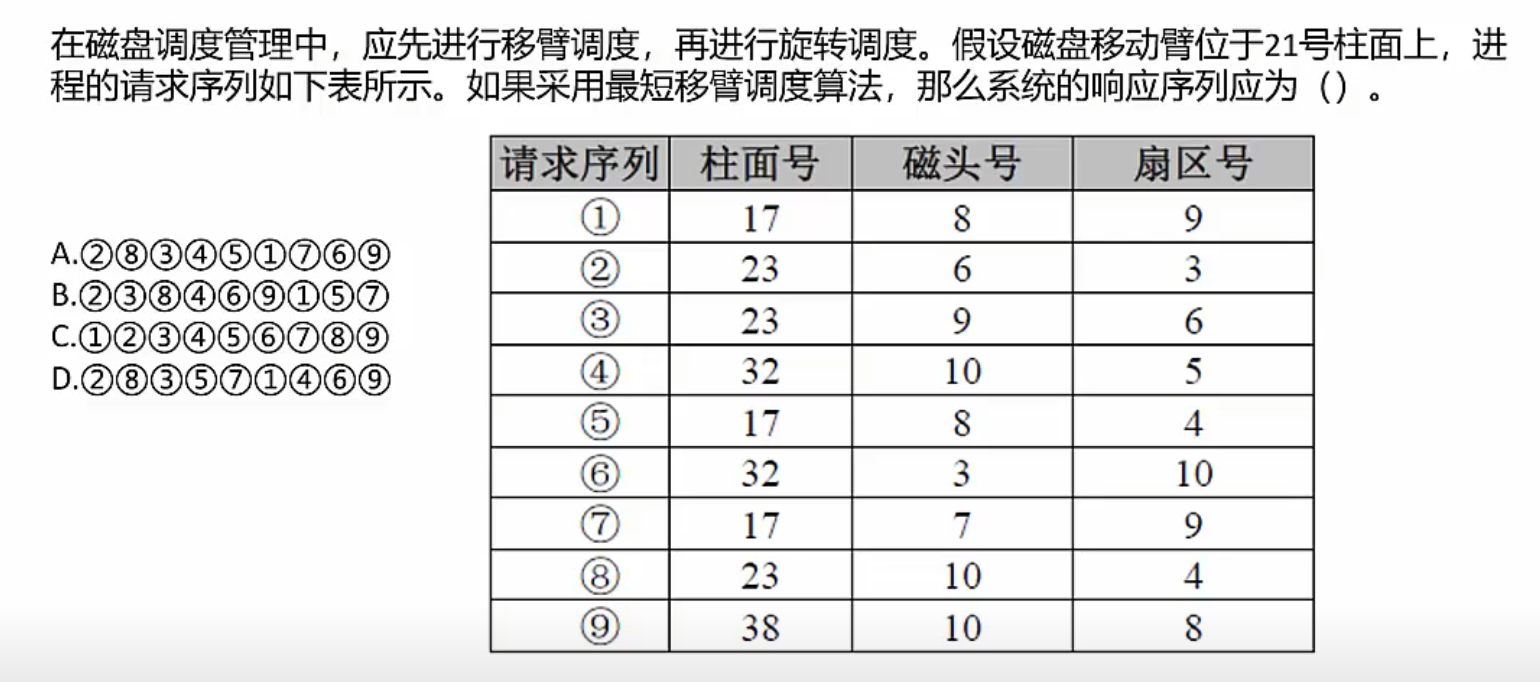 在磁盘调度管理中，应先进行移臂调度，再进行旋转调度。假设磁盘移动臂位于21号柱面上，进
程的请求序列如下表所示。如果采用最短移臂调度算法，那么系统的响应序列应为（）。
A.②⑧③④⑤①⑦⑥⑨
B.②③⑧④⑥⑨①⑤⑦
C.①②③④⑤⑥⑦⑧⑨
D.②⑧③⑤⑦①④⑥⑨
请求序列 柱面号 磁头号 扇区号
① 17 8 9
② 23 6 3
③ 23 9 6
④ 32 10 5
⑤ 17 8 4
⑥ 32 3 10
⑦ 17 7 9
⑧ 23 10 4
⑨ 38 10 8